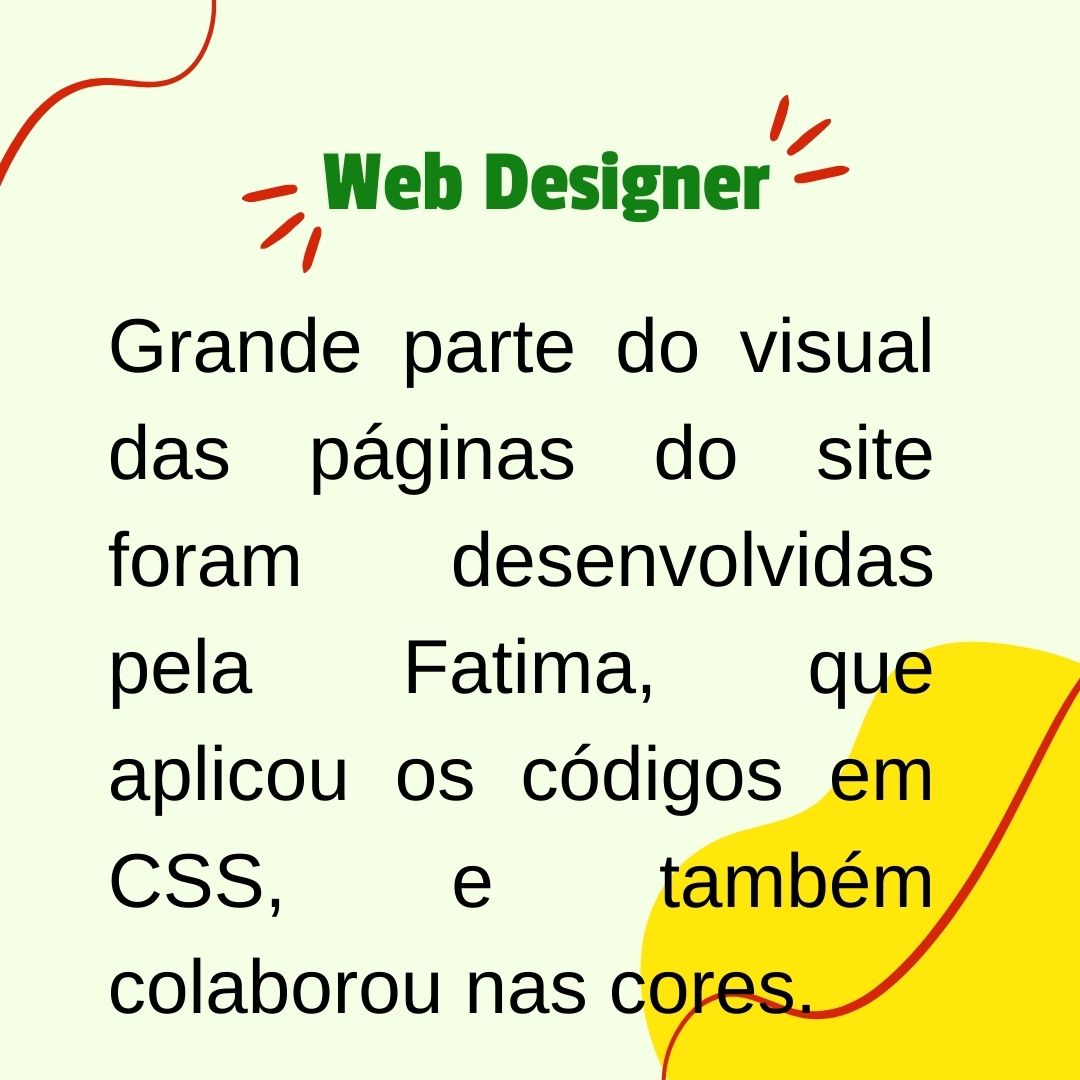 Web Designer
Grande parte do visual
das páginas do site
foram desenvolvidas
pela Fatima, que
aplicou os códigos em
CSS, e também
colaborou nas cores.